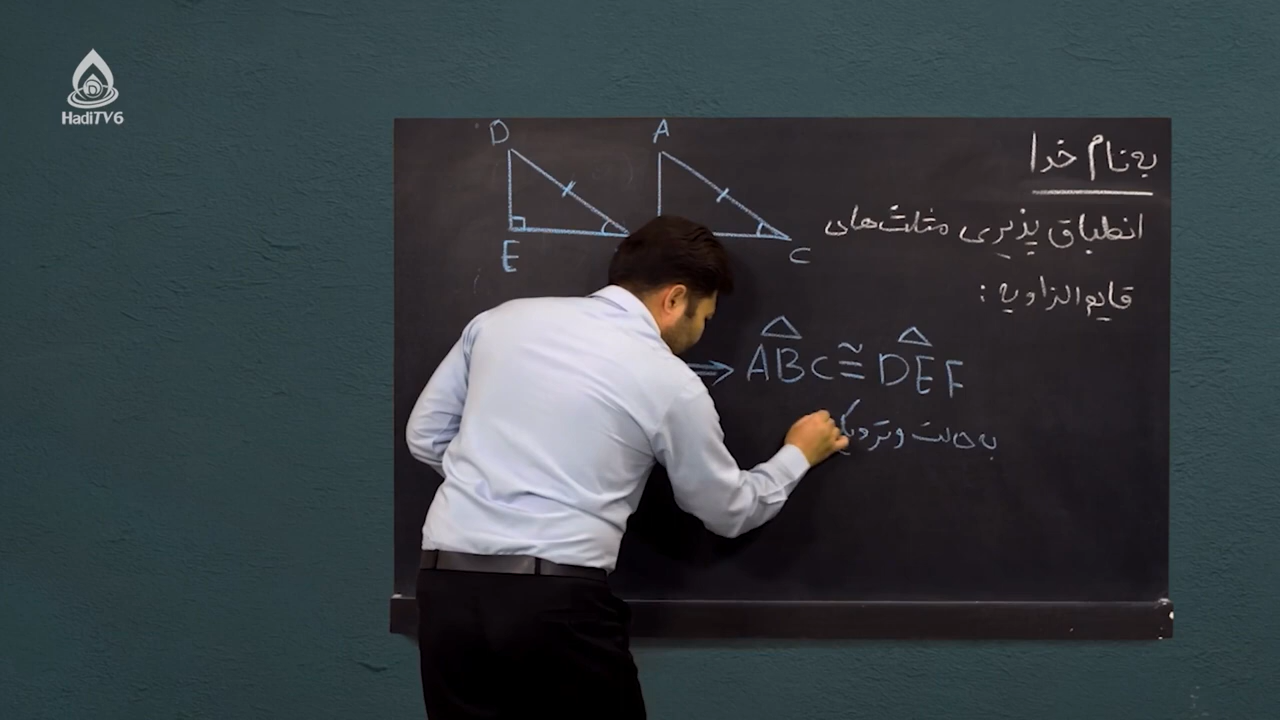 HadiTV6
به نام خدا
انطباق پذیری مثلث‌های
قایم الزاویه :
D
A
E
C
⇒ ABC ≅ DEF
به حالت وتر و یک